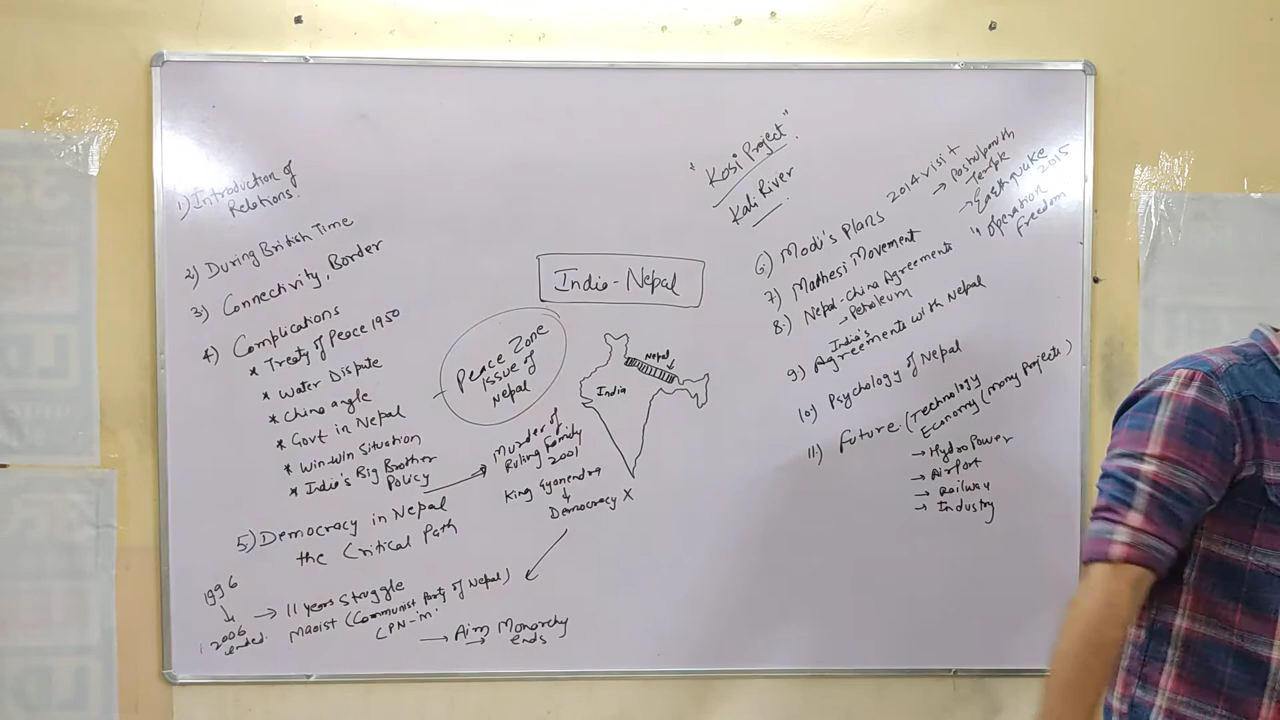 1) Introduction of
Relations.
2) During British Time
3) Connectivity, Border
4) Complications
* Treaty of Peace 1950
* Water Dispute
* China angle
* Govt in Nepal
* Win-Win Situation
* India's Big Brother
Policy
5) Democracy in Nepal
the Critical Path
1996
↓
2006
ended.
→ 11 years Struggle
Maoist (Communist Party of Nepal)
CPN-M'
→ Aim Monarchy
→ ends
India-Nepal
Peace Zone
issue of
Nepal
Murder of
Ruling Family
2001
King Gyanendra
↓
Democracy X
Nepal
India
"Kosi Project"
Kali River
6.) Modi's Plans 2014 visit
→ Pashupanth
Temple
→ Earthquake
2015
"Operation
Freedom
7) Madhesi Movement
8.) Nepal-China Agreements
→ Petroleum
India's
9) Agreements with Nepal
10) Psychology of Nepal
11.) Future. (Technology
Economy (many Projects)
→ HydroPower
→ Airport
→ Railway
→ Industry